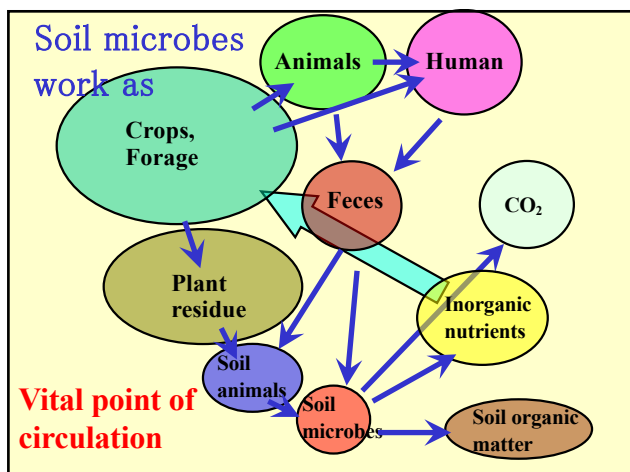 Soil microbes
work as
Animals
Human
Crops,
Forage
Feces
CO₂
Plant
residue
Inorganic
nutrients
Soil
animals
Soil
microbes
Soil organic
matter
Vital point of
circulation